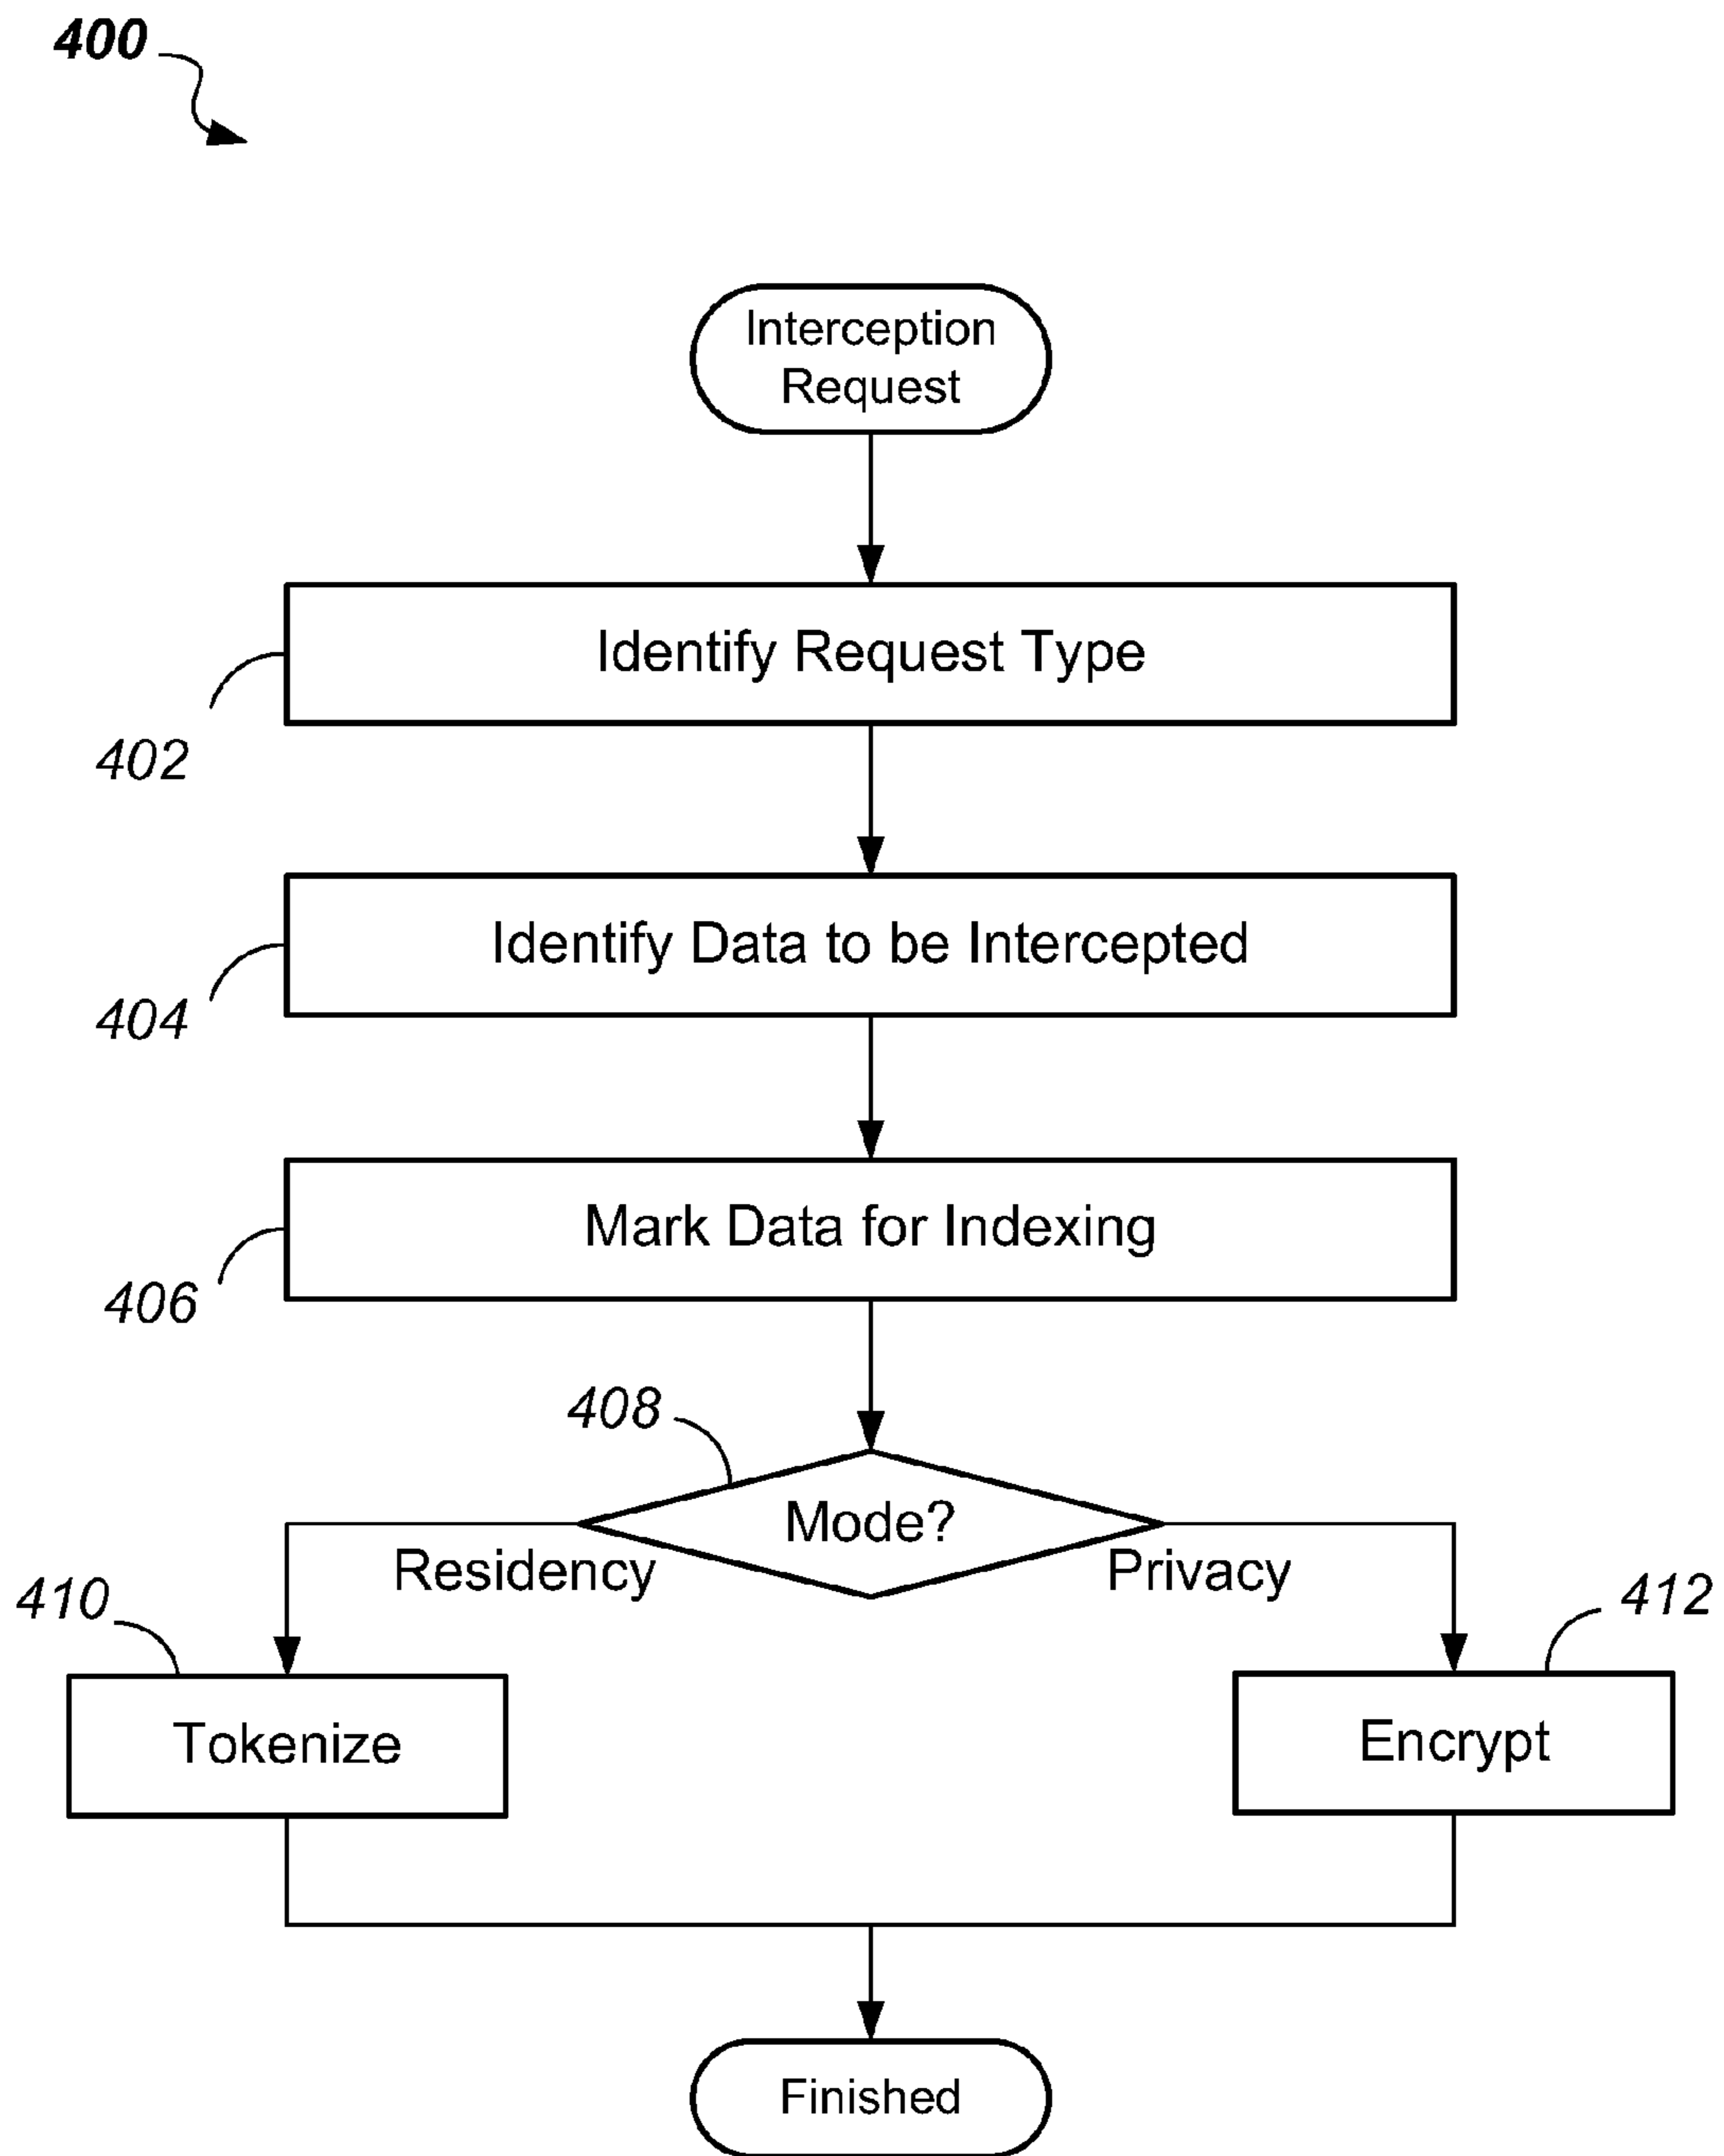 400
Interception
Request
Identify Request Type
402
Identify Data to be Intercepted
404
Mark Data for Indexing
406
408
Mode?
Residency
Privacy
410
412
Tokenize
Encrypt
Finished